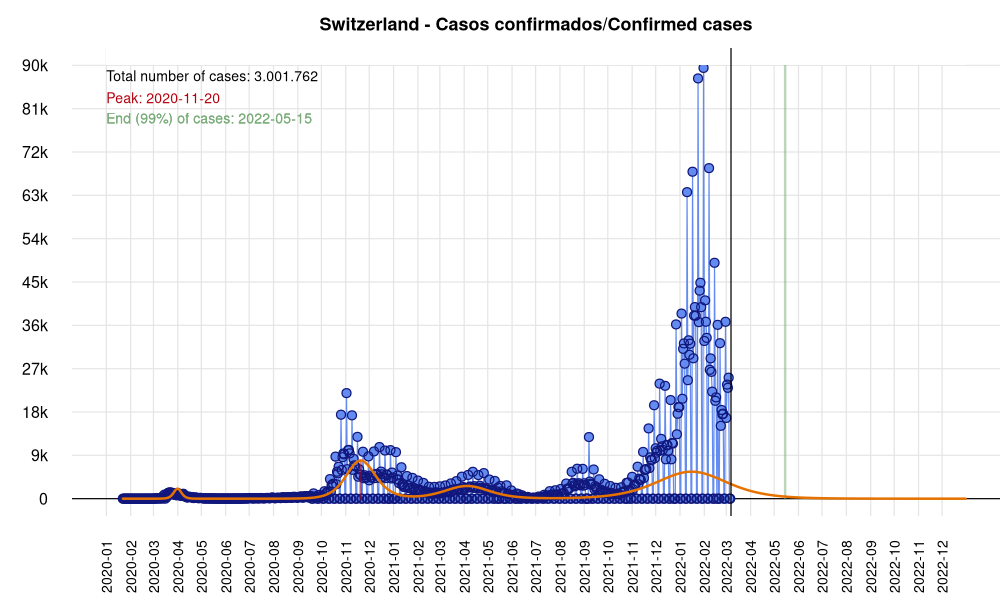 Switzerland - Casos confirmados/Confirmed cases
Total number of cases: 3.001.762
Peak: 2020-11-20
End (99%) of cases: 2022-05-15
90k
81k
72k
63k
54k
45k
36k
27k
18k
9k
0
2020-01
2020-02
2020-03
2020-04
2020-05
2020-06
2020-07
2020-08
2020-09
2020-10
2020-11
2020-12
2021-01
2021-02
2021-03
2021-04
2021-05
2021-06
2021-07
2021-08
2021-09
2021-10
2021-11
2021-12
2022-01
2022-02
2022-03
2022-04
2022-05
2022-06
2022-07
2022-08
2022-09
2022-10
2022-11
2022-12